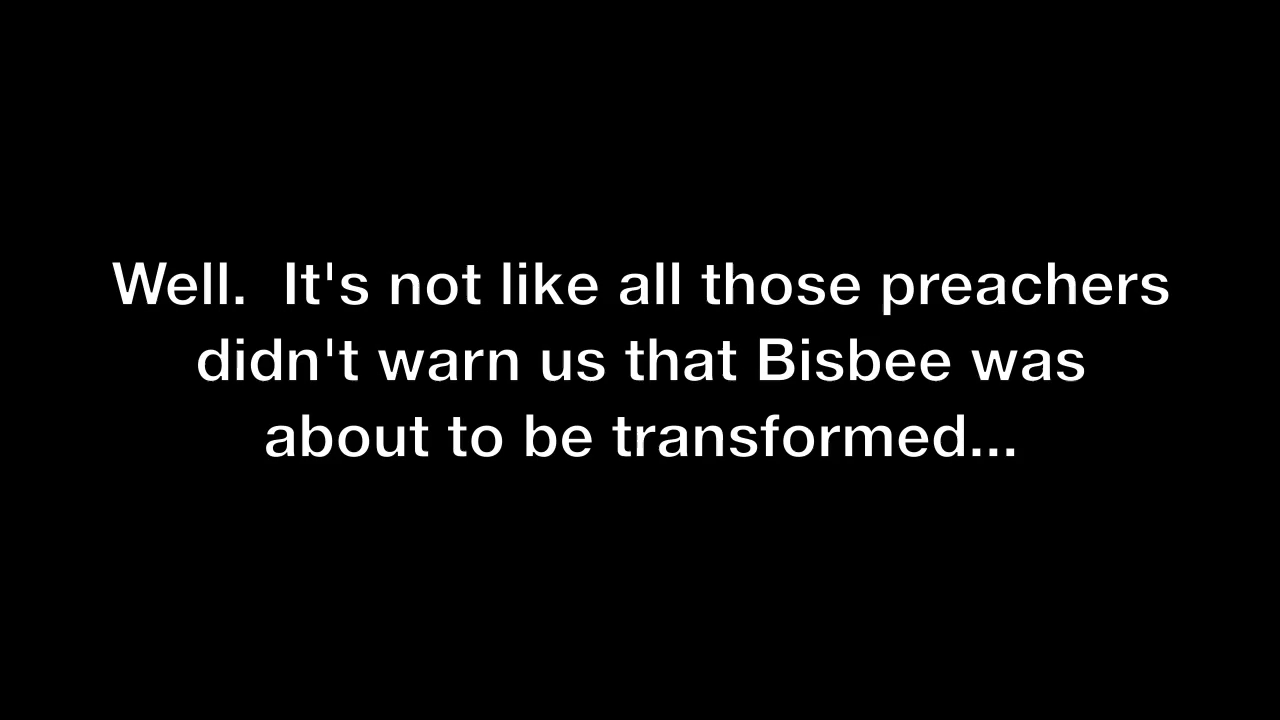 Well.  It's not like all those preachers
didn't warn us that Bisbee was
about to be transformed...